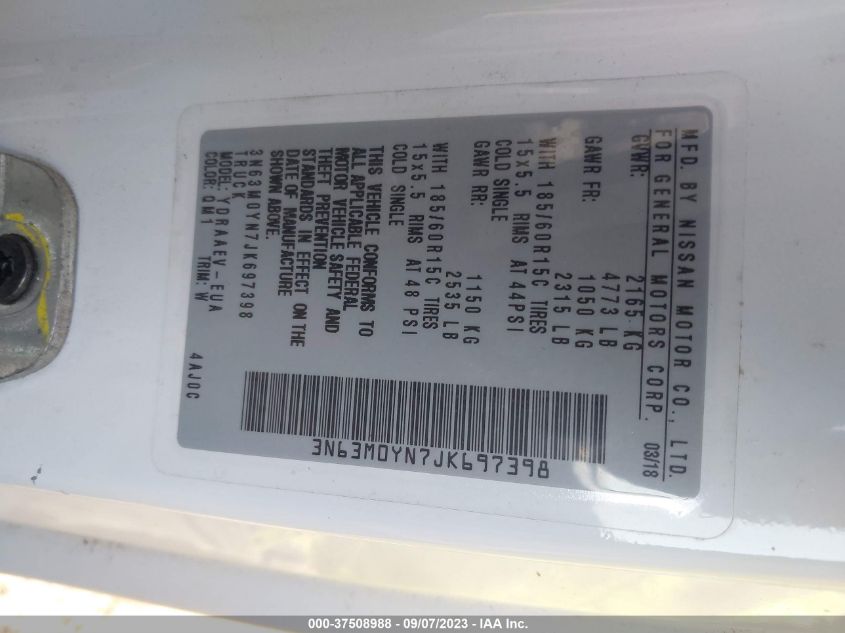 MFD. BY NISSAN MOTOR CO., LTD.
FOR GENERAL MOTORS CORP. 03/18
GVWR: 2165 KG
4773 LB
GAWR FR: 1050 KG
2315 LB
WITH 185/60R15C TIRES
15x5.5 RIMS AT 44PSI
COLD SINGLE
GAWR RR: 1150 KG
2535 LB
WITH 185/60R15C TIRES
15x5.5 RIMS AT 48 PSI
COLD SINGLE
THIS VEHICLE CONFORMS TO
ALL APPLICABLE FEDERAL
MOTOR VEHICLE SAFETY AND
THEFT PREVENTION
STANDARDS IN EFFECT ON THE
DATE OF MANUFACTURE
SHOWN ABOVE.
3N63M0YN7JK697398
TRUCK
MODEL: YDRAAEV-EUA
COLOR: QM1 TRIM: W
4AJ0C
3N63M0YN7JK697398
000-37508988 - 09/07/2023 - IAA Inc.